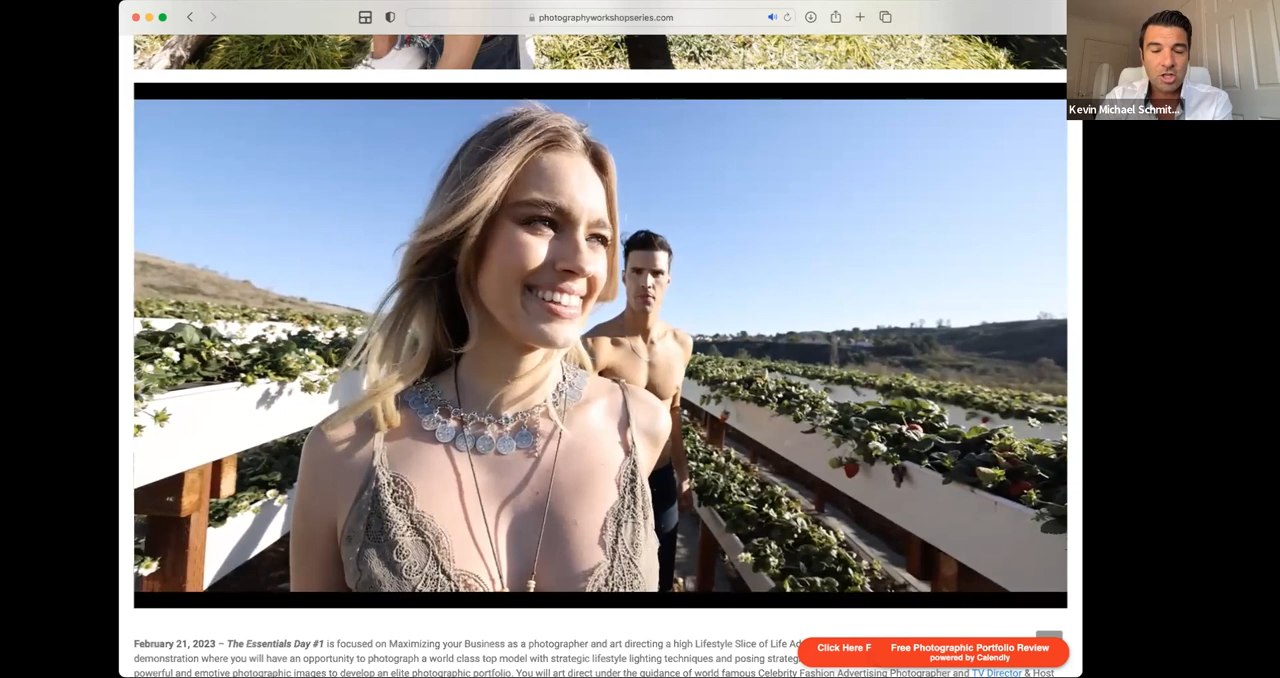 photographyworkshopseries.com
Kevin Michael Schmit...
February 21, 2023 – The Essentials Day #1 is focused on Maximizing your Business as a photographer and art directing a high Lifestyle Slice of Life Ad
demonstration where you will have an opportunity to photograph a world class top model with strategic lifestyle lighting techniques and posing strateg
powerful and emotive photographic images to develop an elite photographic portfolio. You will art direct under the guidance of world famous Celebrity Fashion Advertising Photographer and TV Director & Host
Click Here F
Free Photographic Portfolio Review
powered by Calendly